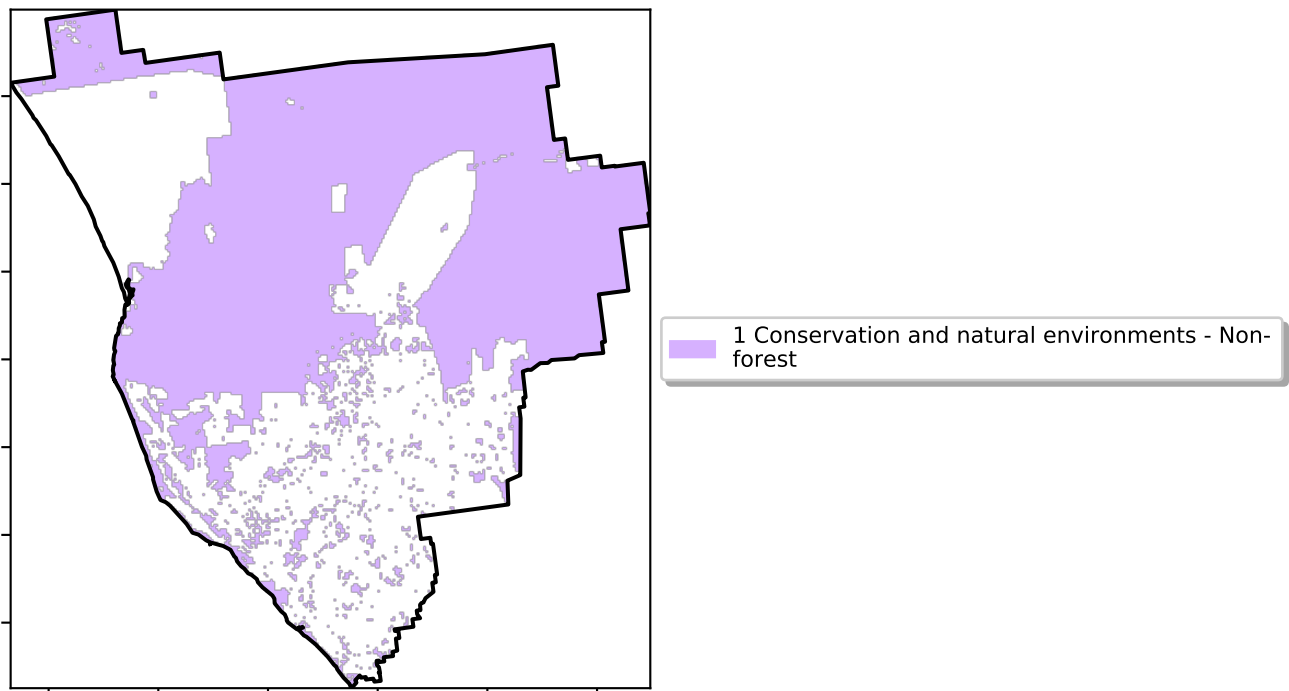 1 Conservation and natural environments - Non-
forest